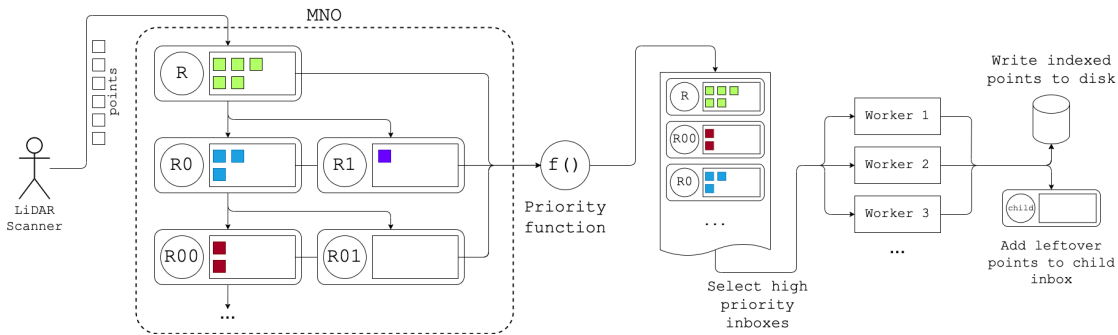 MNO
points
LiDAR
Scanner
R
R0
R1
R00
R01
...
f()
Priority
function
R
R00
R0
...
Select high
priority
inboxes
Worker 1
Worker 2
Worker 3
...
Write indexed
points to disk
child
Add leftover
points to child
inbox